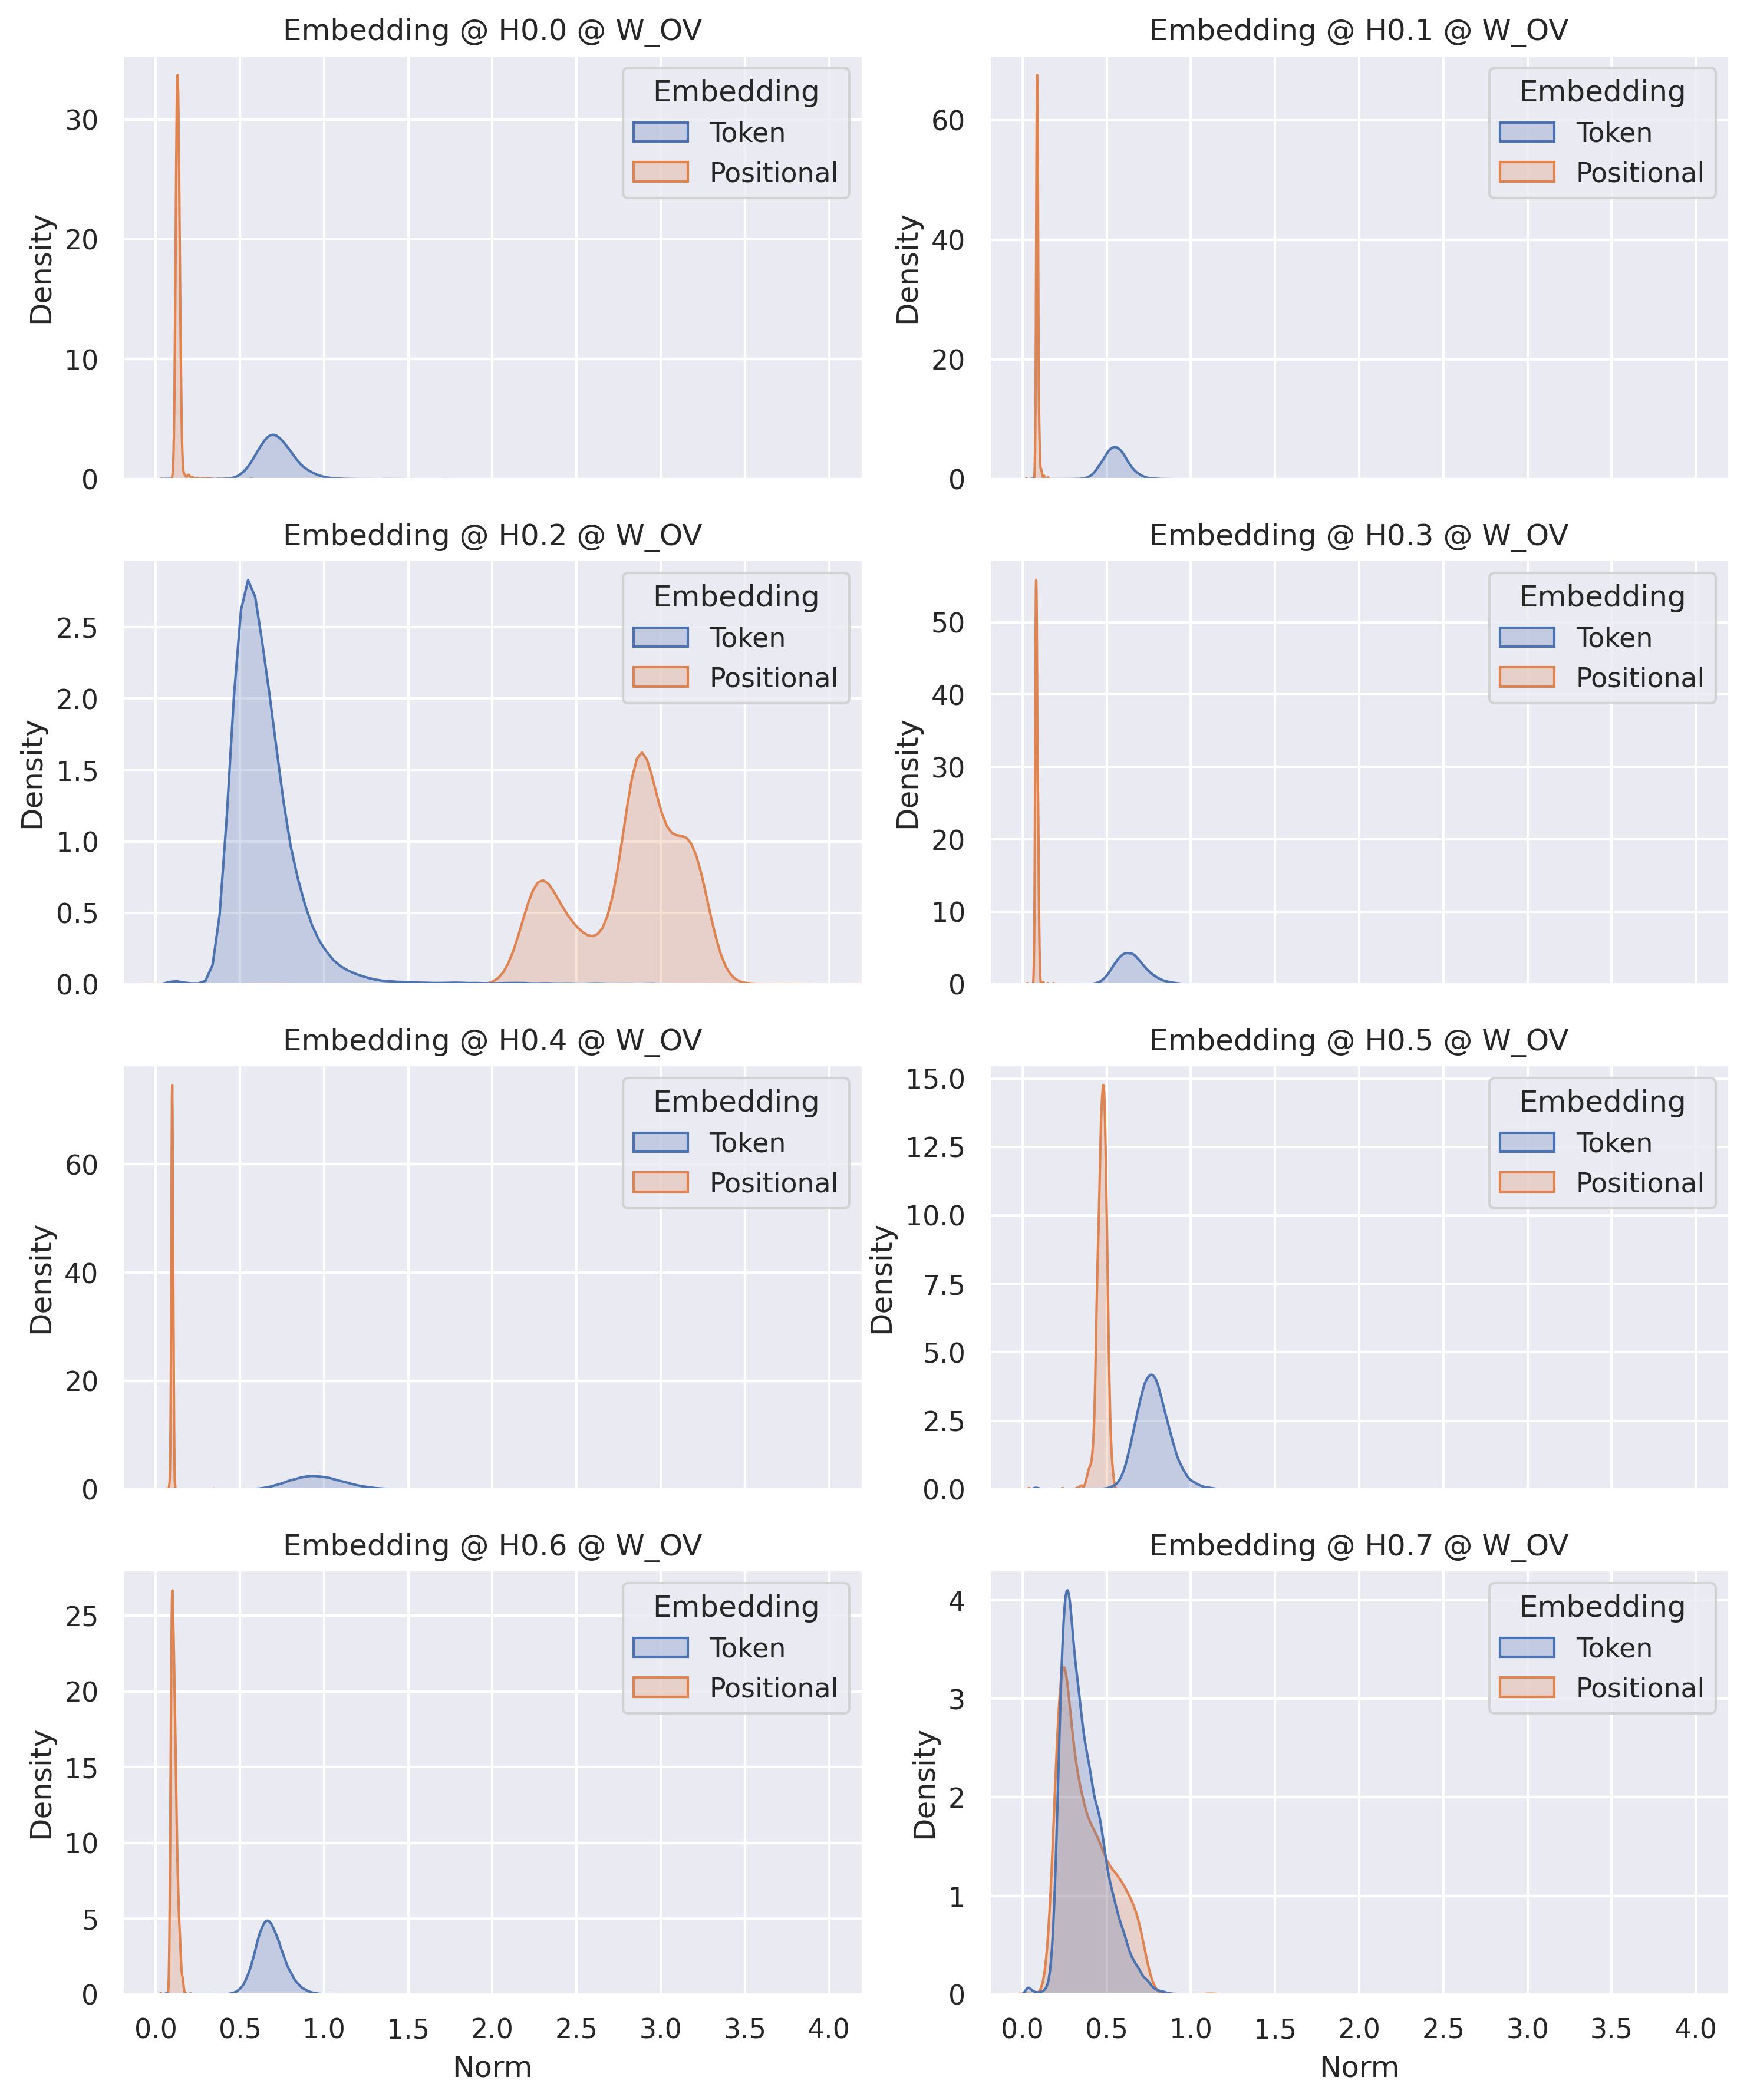 Embedding @ H0.0 @ W_OV
Density
30
20
10
0
Embedding
Token
Positional
Embedding @ H0.1 @ W_OV
Density
60
40
20
0
Embedding
Token
Positional
Embedding @ H0.2 @ W_OV
Density
2.5
2.0
1.5
1.0
0.5
0.0
Embedding
Token
Positional
Embedding @ H0.3 @ W_OV
Density
50
40
30
20
10
0
Embedding
Token
Positional
Embedding @ H0.4 @ W_OV
Density
60
40
20
0
Embedding
Token
Positional
Embedding @ H0.5 @ W_OV
Density
15.0
12.5
10.0
7.5
5.0
2.5
0.0
Embedding
Token
Positional
Embedding @ H0.6 @ W_OV
Density
25
20
15
10
5
0
Embedding
Token
Positional
0.0 0.5 1.0 1.5 2.0 2.5 3.0 3.5 4.0
Norm
Embedding @ H0.7 @ W_OV
Density
4
3
2
1
0
Embedding
Token
Positional
0.0 0.5 1.0 1.5 2.0 2.5 3.0 3.5 4.0
Norm